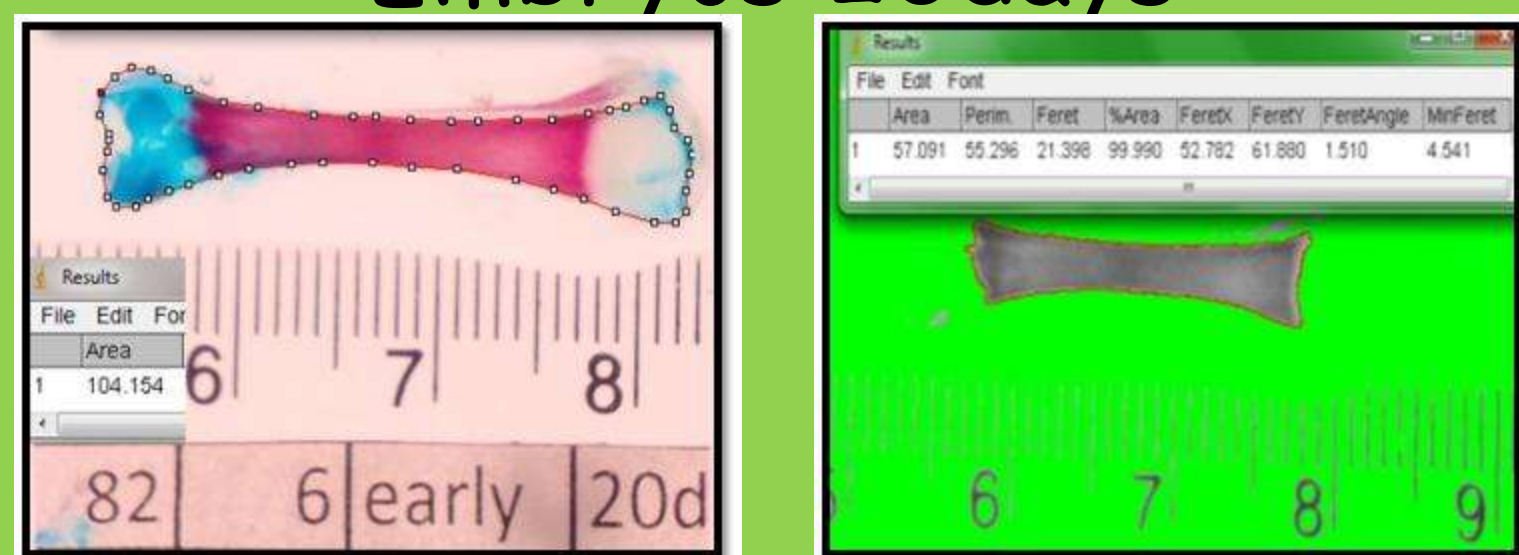 Results
File Edit For
Area
1 104.154
6 7 8
82 6 early 20d
Results
File Edit Font
Area Perim. Feret %Area FeretX FeretY FeretAngle MinFeret
1 57.091 55.296 21.398 99.990 52.782 61.880 1.510 4.541
6 7 8 9